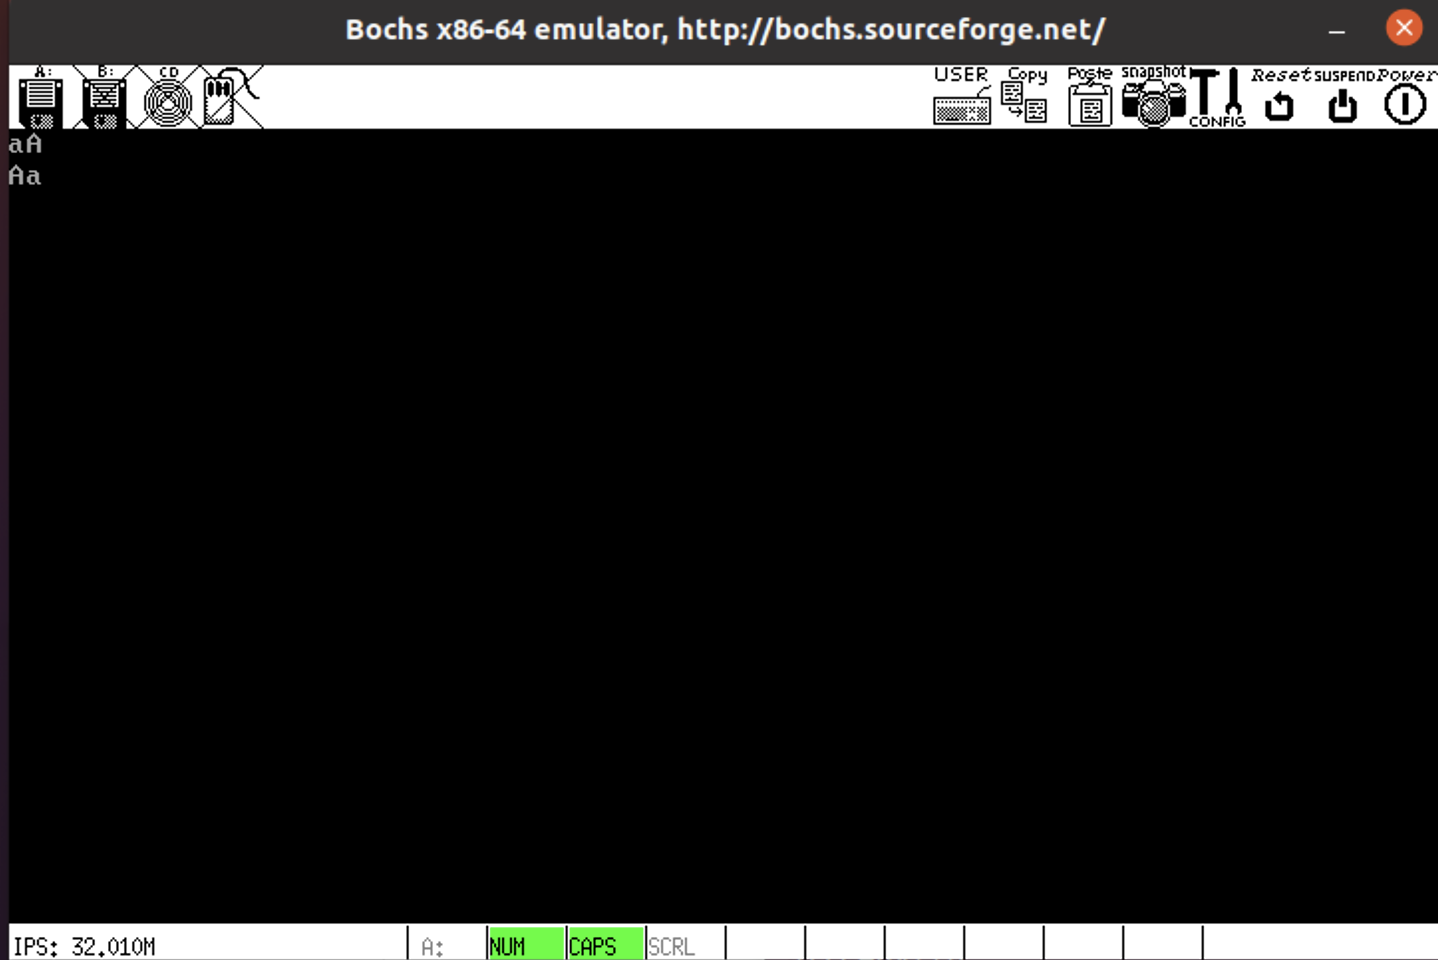 Bochs x86-64 emulator, http://bochs.sourceforge.net/
A: B: CD USER Copy Paste snapshot CONFIG Reset SUSPEND Power
aA
Aa
IPS: 32.010M A: NUM CAPS SCRL